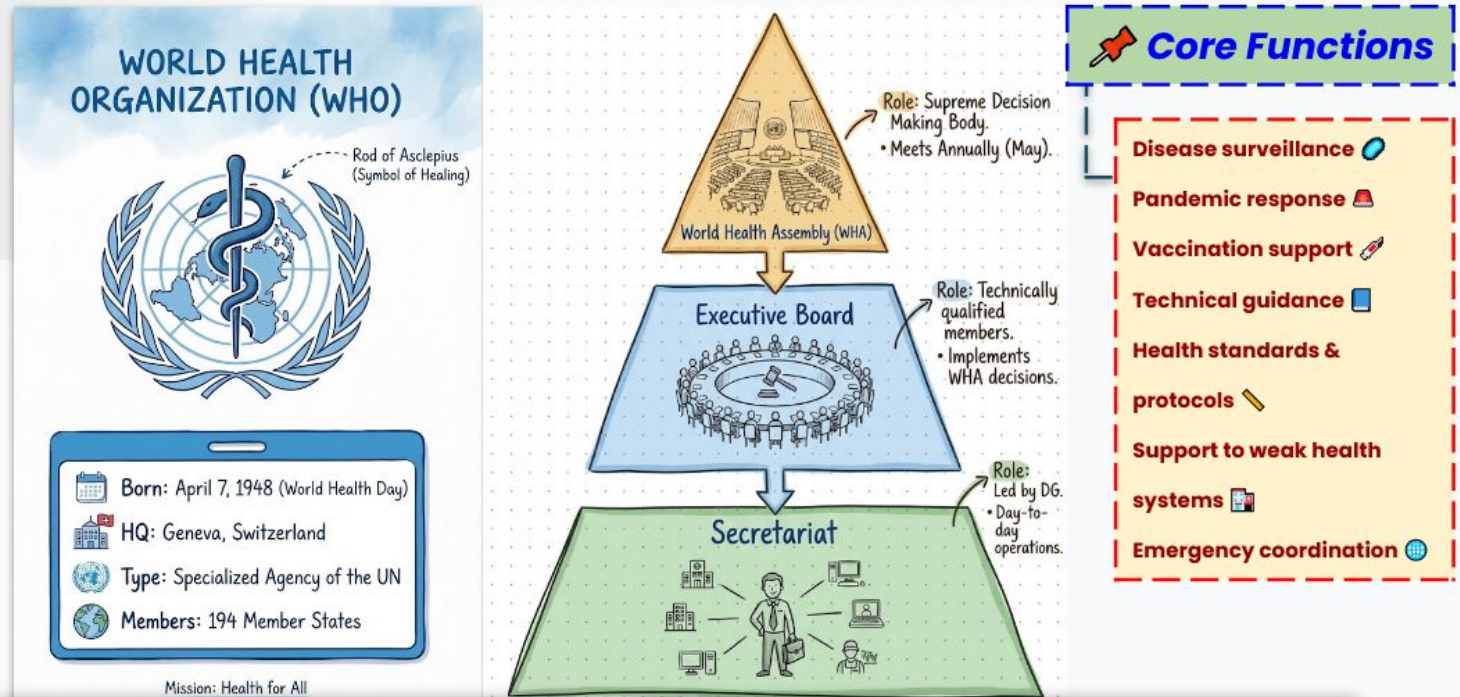 WORLD HEALTH
ORGANIZATION (WHO)
Rod of Asclepius
(Symbol of Healing)
Born: April 7, 1948 (World Health Day)
HQ: Geneva, Switzerland
Type: Specialized Agency of the UN
Members: 194 Member States
Mission: Health for All
Role: Supreme Decision
Making Body.
• Meets Annually (May).
World Health Assembly (WHA)
Executive Board
Role: Technically
qualified
members.
• Implements
WHA decisions.
Secretariat
Role:
Led by DG.
• Day-to-
day
operations.
Core Functions
Disease surveillance
Pandemic response
Vaccination support
Technical guidance
Health standards &
protocols
Support to weak health
systems
Emergency coordination